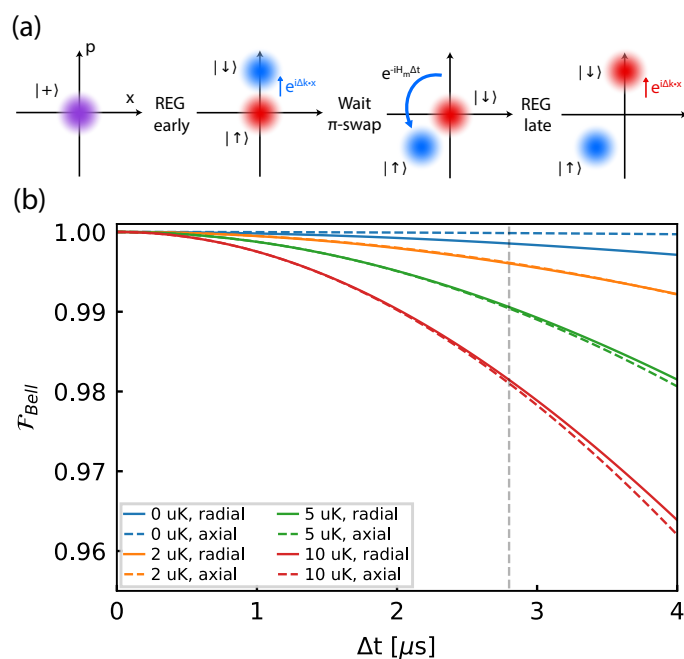 (a)
p
x
|+⟩
REG
early
|↓⟩
e^{iΔk•x}
|↑⟩
Wait
π-swap
e^{-iH_mΔt}
|↓⟩
|↑⟩
REG
late
|↓⟩
e^{iΔk•x}
|↑⟩
(b)
1.00
0.99
0.98
0.97
0.96
ℱ_Bell
0 uK, radial
0 uK, axial
2 uK, radial
2 uK, axial
5 uK, radial
5 uK, axial
10 uK, radial
10 uK, axial
0 1 2 3 4
Δt [μs]